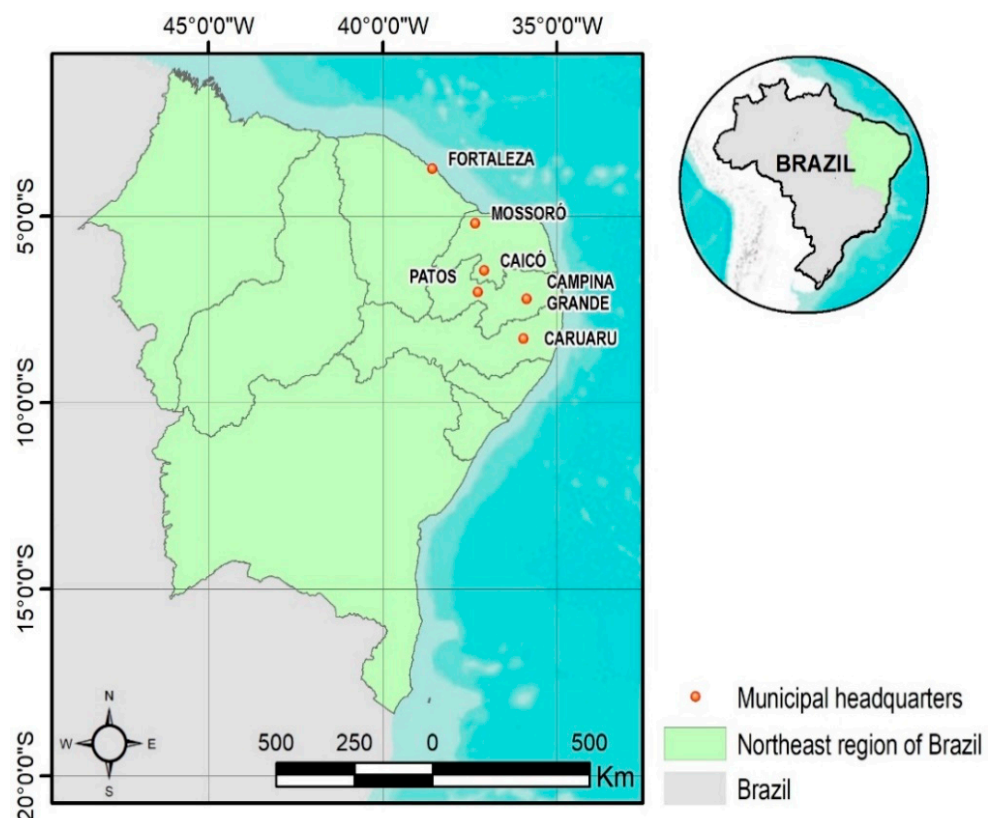 45°0'0"W 40°0'0"W 35°0'0"W
FORTALEZA
5°0'0"S
MOSSORÓ
CAICÓ
PATOS
CAMPINA
GRANDE
CARUARU
10°0'0"S
15°0'0"S
20°0'0"S
N
W E
S
500 250 0 500
Km
BRAZIL
Municipal headquarters
Northeast region of Brazil
Brazil